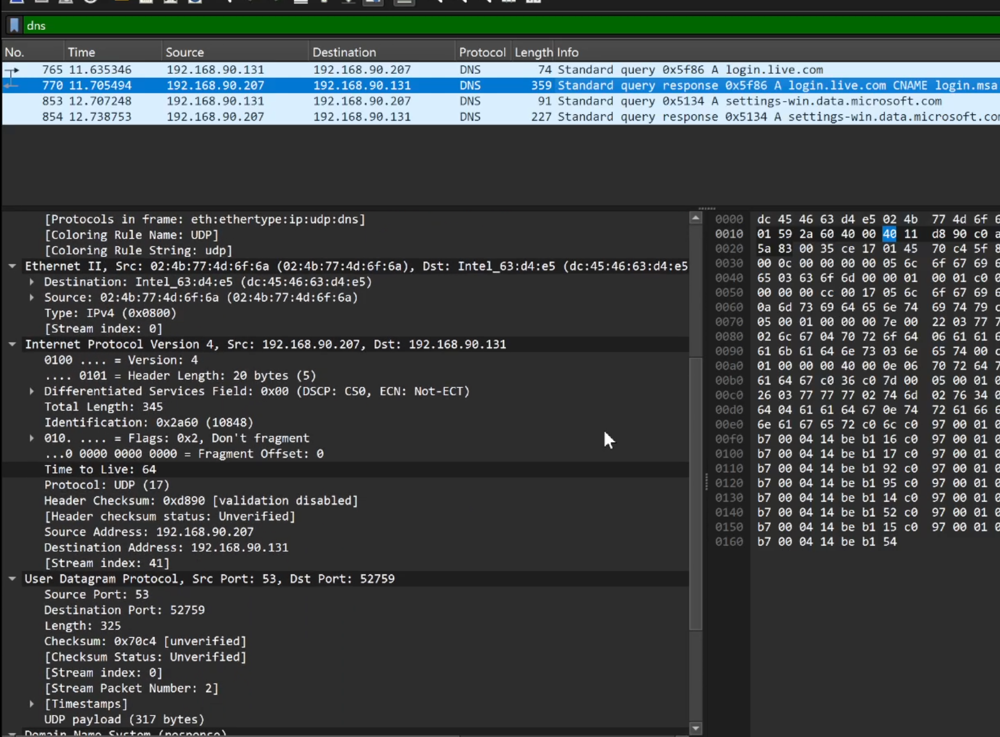 dns
No. Time Source Destination Protocol Length Info
765 11.635346 192.168.90.131 192.168.90.207 DNS 74 Standard query 0x5f86 A login.live.com
770 11.705494 192.168.90.207 192.168.90.131 DNS 359 Standard query response 0x5f86 A login.live.com CNAME login.msa
853 12.707248 192.168.90.131 192.168.90.207 DNS 91 Standard query 0x5134 A settings-win.data.microsoft.com
854 12.738753 192.168.90.207 192.168.90.131 DNS 227 Standard query response 0x5134 A settings-win.data.microsoft.com
[Protocols in frame: eth:ethertype:ip:udp:dns]
[Coloring Rule Name: UDP]
[Coloring Rule String: udp]
Ethernet II, Src: 02:4b:77:4d:6f:6a (02:4b:77:4d:6f:6a), Dst: Intel_63:d4:e5 (dc:45:46:63:d4:e5
Destination: Intel_63:d4:e5 (dc:45:46:63:d4:e5)
Source: 02:4b:77:4d:6f:6a (02:4b:77:4d:6f:6a)
Type: IPv4 (0x0800)
[Stream index: 0]
Internet Protocol Version 4, Src: 192.168.90.207, Dst: 192.168.90.131
0100 .... = Version: 4
.... 0101 = Header Length: 20 bytes (5)
Differentiated Services Field: 0x00 (DSCP: CS0, ECN: Not-ECT)
Total Length: 345
Identification: 0x2a60 (10848)
010. .... = Flags: 0x2, Don't fragment
...0 0000 0000 0000 = Fragment Offset: 0
Time to Live: 64
Protocol: UDP (17)
Header Checksum: 0xd890 [validation disabled]
[Header checksum status: Unverified]
Source Address: 192.168.90.207
Destination Address: 192.168.90.131
[Stream index: 41]
User Datagram Protocol, Src Port: 53, Dst Port: 52759
Source Port: 53
Destination Port: 52759
Length: 325
Checksum: 0x70c4 [unverified]
[Checksum Status: Unverified]
[Stream index: 0]
[Stream Packet Number: 2]
[Timestamps]
UDP payload (317 bytes)
Domain Name System (response)
0000 dc 45 46 63 d4 e5 02 4b 77 4d 6f
0010 01 59 2a 60 40 00 40 11 d8 90 c0
0020 5a 83 00 35 ce 17 01 45 70 c4 5f
0030 00 0c 00 00 00 00 05 6c 6f 67 69
0040 65 03 63 6f 6d 00 00 01 00 01 c0
0050 00 00 00 cc 00 17 05 6c 6f 67 69
0060 0a 6d 73 69 64 65 6e 74 69 74 79
0070 05 00 01 00 00 00 7e 00 22 03 77
0080 02 6c 67 04 70 72 6f 64 06 61 61
0090 61 6b 61 64 6e 73 03 6e 65 74 00
00a0 01 00 00 00 40 00 0e 06 70 72 64
00b0 61 64 67 c0 36 c0 7d 00 05 00 01
00c0 26 03 77 77 77 02 74 6d 02 76 34
00d0 64 04 61 61 64 67 0e 74 72 61 66
00e0 6e 61 67 65 72 c0 6c c0 97 00 01
00f0 b7 00 04 14 be b1 16 c0 97 00 01
0100 b7 00 04 14 be b1 17 c0 97 00 01
0110 b7 00 04 14 be b1 92 c0 97 00 01
0120 b7 00 04 14 be b1 95 c0 97 00 01
0130 b7 00 04 14 be b1 14 c0 97 00 01
0140 b7 00 04 14 be b1 52 c0 97 00 01
0150 b7 00 04 14 be b1 15 c0 97 00 01
0160 b7 00 04 14 be b1 54